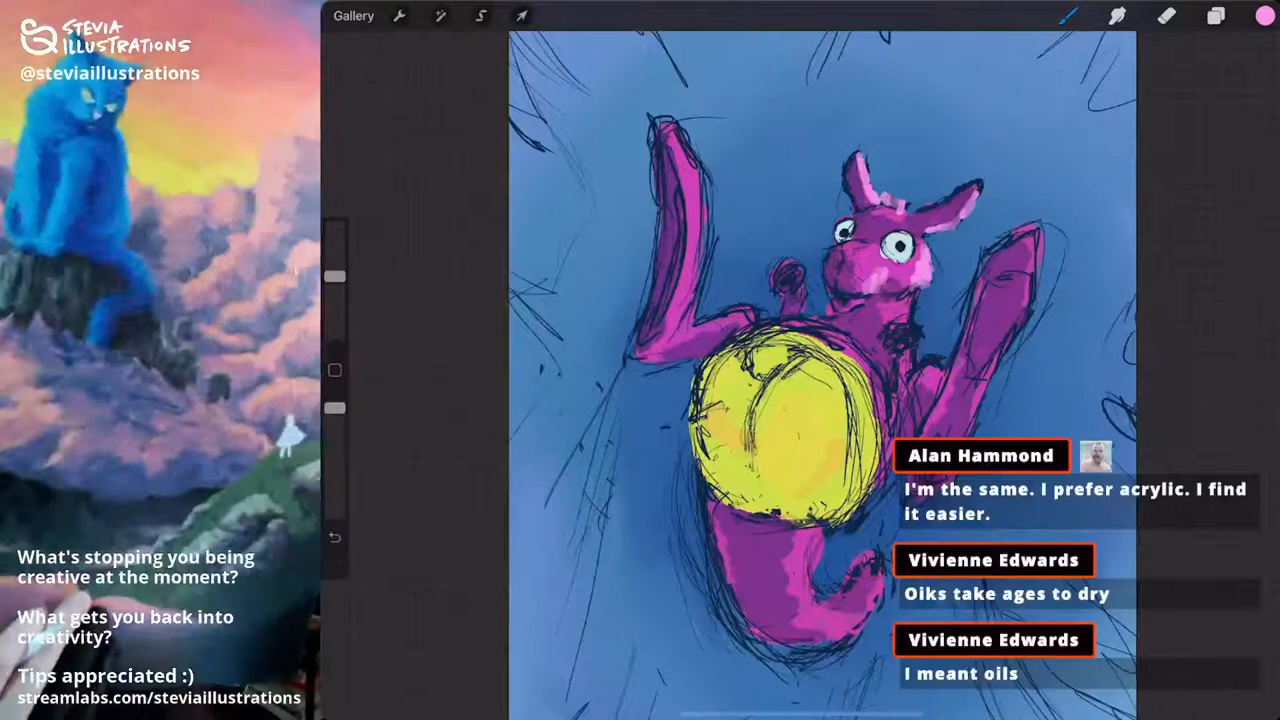 STEVIA
ILLUSTRATIONS
@steviaillustrations
Gallery
Alan Hammond
I'm the same. I prefer acrylic. I find
it easier.
Vivienne Edwards
Oiks take ages to dry
Vivienne Edwards
I meant oils
What's stopping you being
creative at the moment?
What gets you back into
creativity?
Tips appreciated :)
streamlabs.com/steviaillustrations